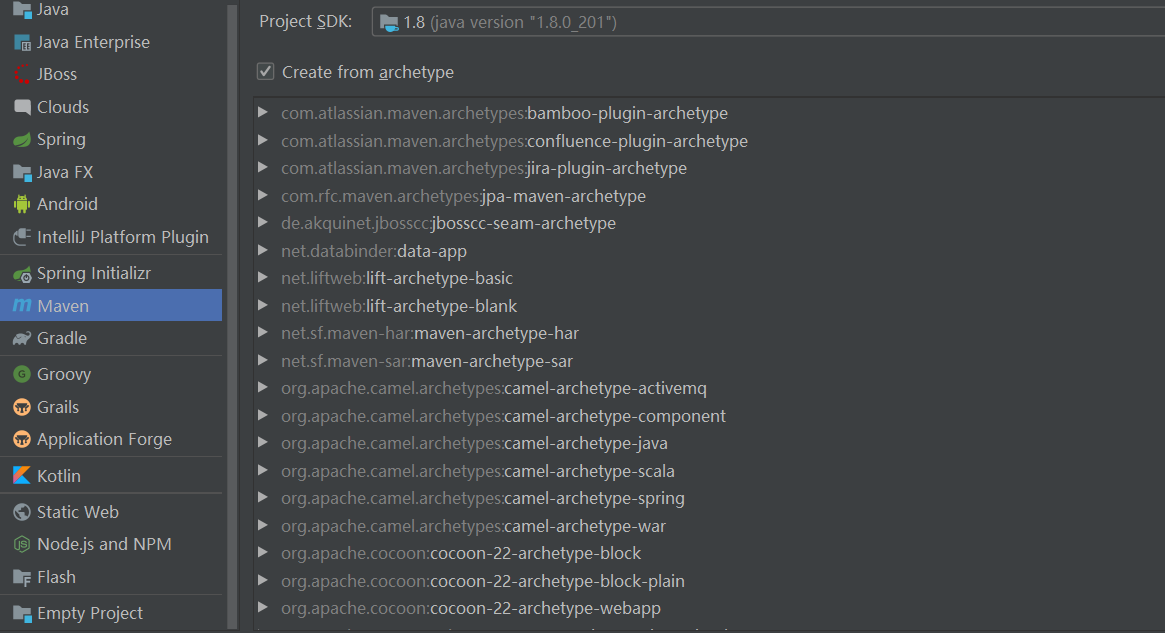 Java
Java Enterprise
JBoss
Clouds
Spring
Java FX
Android
IntelliJ Platform Plugin
Spring Initializr
Maven
Gradle
Groovy
Grails
Application Forge
Kotlin
Static Web
Node.js and NPM
Flash
Empty Project
Project SDK: 1.8 (java version "1.8.0_201")
Create from archetype
com.atlassian.maven.archetypes:bamboo-plugin-archetype
com.atlassian.maven.archetypes:confluence-plugin-archetype
com.atlassian.maven.archetypes:jira-plugin-archetype
com.rfc.maven.archetypes:jpa-maven-archetype
de.akquinet.jbosscc:jbosscc-seam-archetype
net.databinder:data-app
net.liftweb:lift-archetype-basic
net.liftweb:lift-archetype-blank
net.sf.maven-har:maven-archetype-har
net.sf.maven-sar:maven-archetype-sar
org.apache.camel.archetypes:camel-archetype-activemq
org.apache.camel.archetypes:camel-archetype-component
org.apache.camel.archetypes:camel-archetype-java
org.apache.camel.archetypes:camel-archetype-scala
org.apache.camel.archetypes:camel-archetype-spring
org.apache.camel.archetypes:camel-archetype-war
org.apache.cocoon:cocoon-22-archetype-block
org.apache.cocoon:cocoon-22-archetype-block-plain
org.apache.cocoon:cocoon-22-archetype-webapp